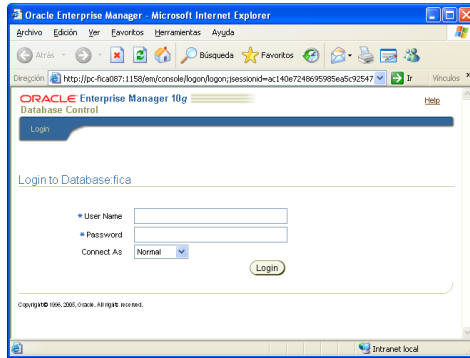 Oracle Enterprise Manager - Microsoft Internet Explorer
Archivo Edición Ver Favoritos Herramientas Ayuda
Atrás Búsqueda Favoritos
Dirección http://pc-fica087:1158/em/console/logon/logon;jsessionid=ac140e7248695985ea5c92547 Ir Vínculos »
ORACLE Enterprise Manager 10g
Help
Database Control
Login
Login to Database:fica
* User Name
* Password
Connect As Normal
Login
Copyright © 1996, 2005, Oracle. All rights reserved.
Intranet local